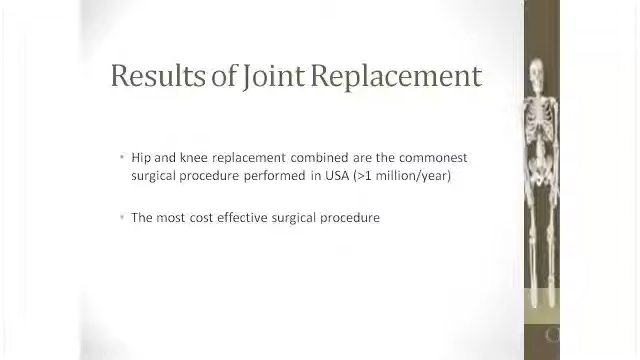 Results of Joint Replacement
• Hip and knee replacement combined are the commonest
surgical procedure performed in USA (>1 million/year)
• The most cost effective surgical procedure